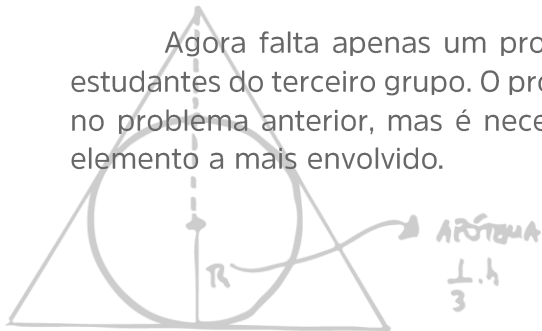 Agora falta apenas um pro
estudantes do terceiro grupo. O pro
no problema anterior, mas é nece
elemento a mais envolvido.
R
APÓTEMA
1/3 . h